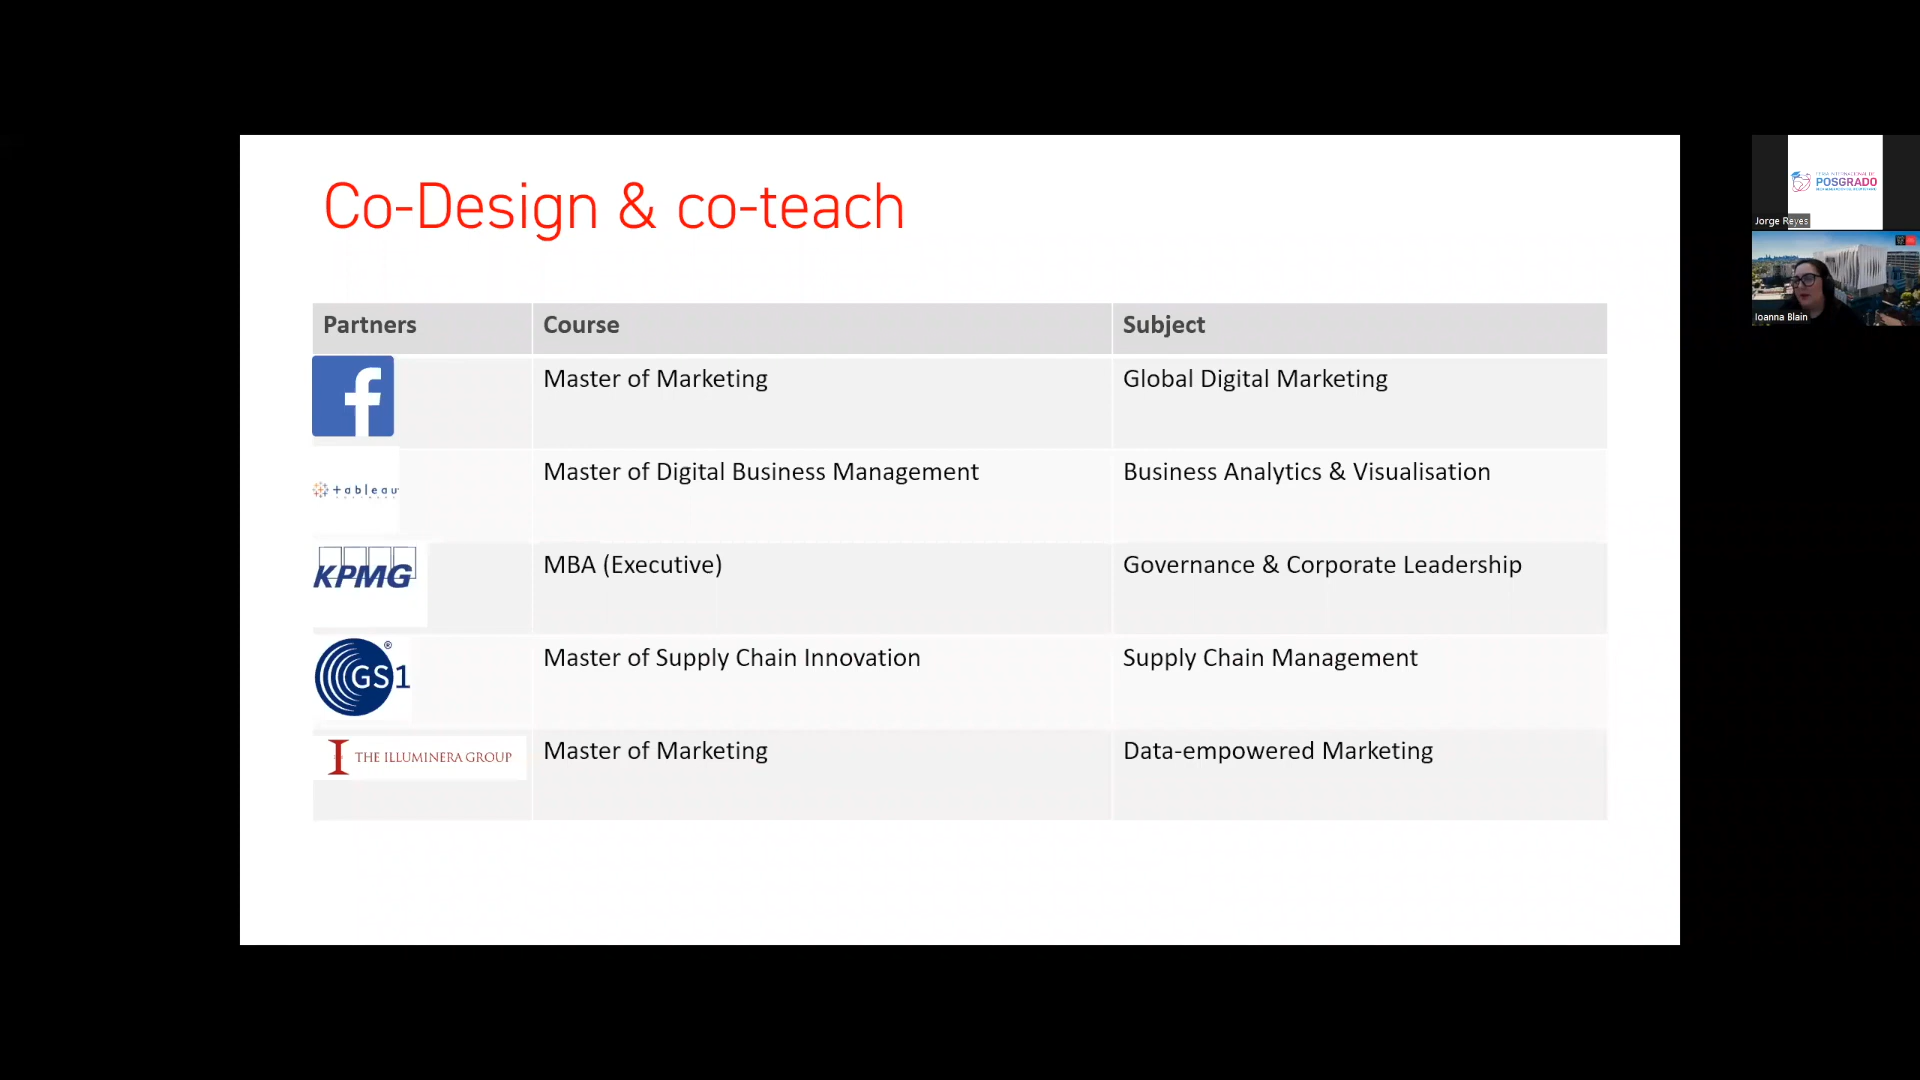 Co-Design & co-teach
Partners Course Subject
Master of Marketing Global Digital Marketing
+ableau Master of Digital Business Management Business Analytics & Visualisation
KPMG MBA (Executive) Governance & Corporate Leadership
GS1® Master of Supply Chain Innovation Supply Chain Management
THE ILLUMINERA GROUP Master of Marketing Data-empowered Marketing
POSGRADO
Jorge Reyes
Ioanna Blain